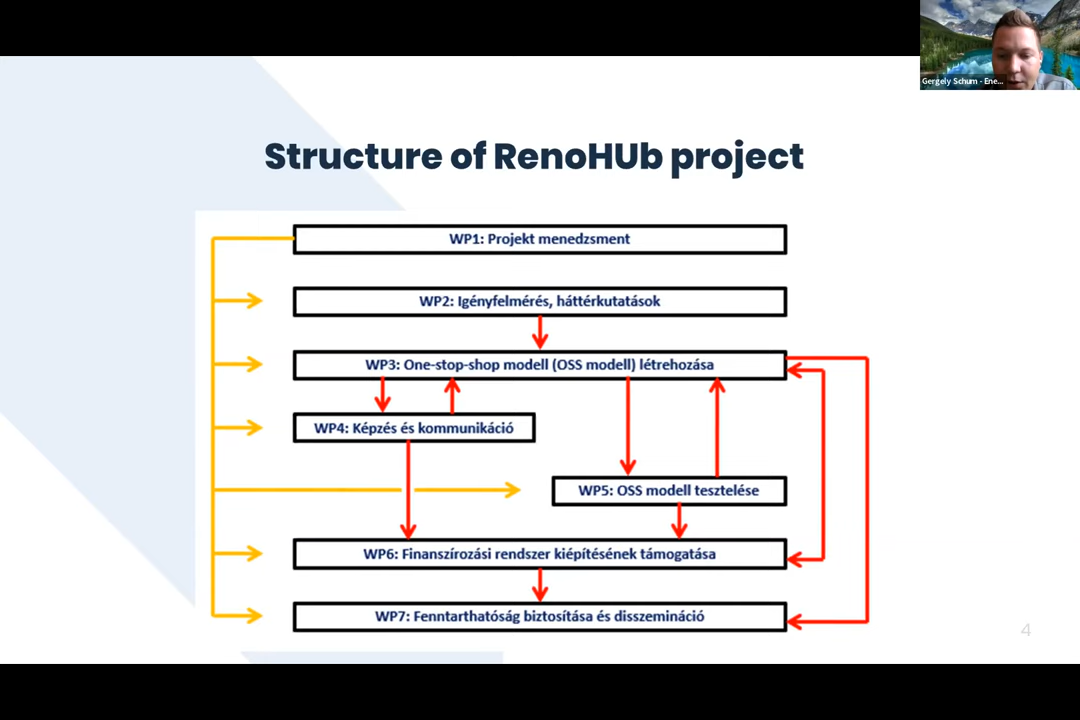 Gergely Schum - Ene...
Structure of RenoHUb project
WP1: Projekt menedzsment
WP2: Igényfelmérés, háttérkutatások
WP3: One-stop-shop modell (OSS modell) létrehozása
WP4: Képzés és kommunikáció
WP5: OSS modell tesztelése
WP6: Finanszírozási rendszer kiépítésének támogatása
WP7: Fenntarthatóság biztosítása és disszemináció
4